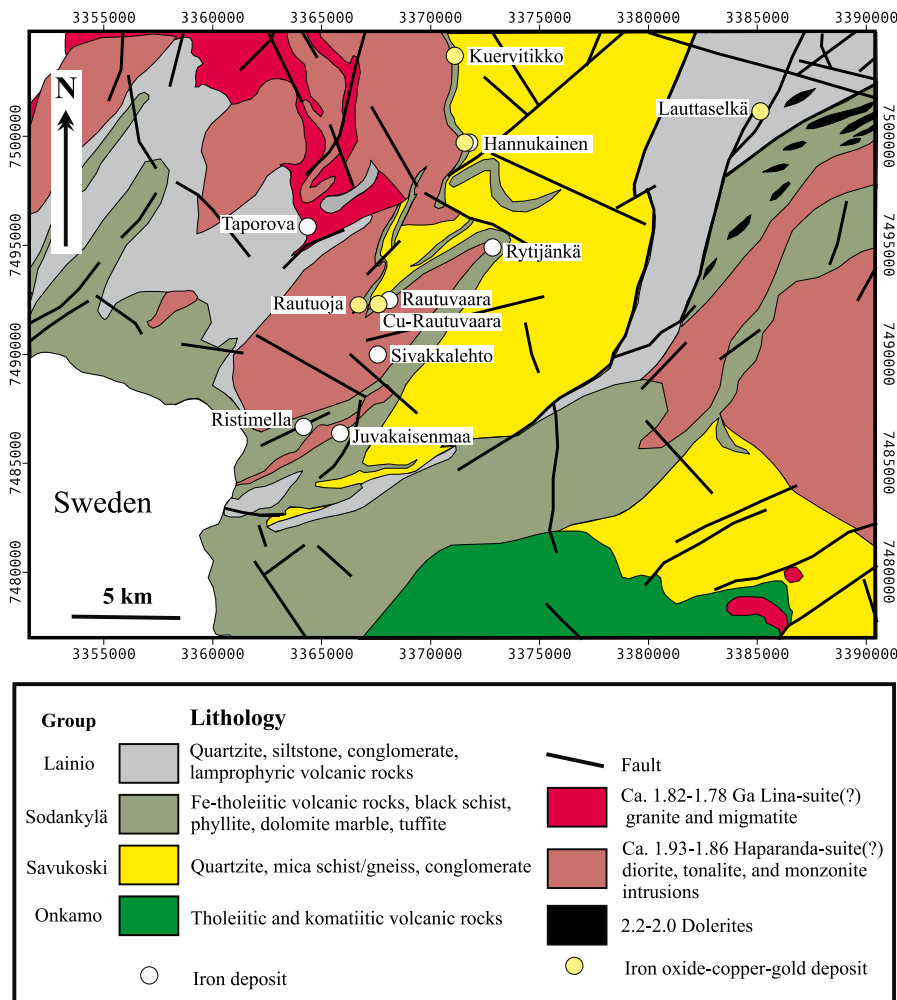 3355000 3360000 3365000 3370000 3375000 3380000 3385000 3390000
Kuervitikko
N
Lauttaselkä
7500000
7500000
Hannukainen
Taporova
7495000
7495000
Rytijänkä
Rautuoja
Rautuvaara
Cu-Rautuvaara
7490000
7490000
Sivakkalehto
Ristimella
Juvakaisenmaa
7485000
7485000
Sweden
7480000
7480000
5 km
3355000 3360000 3365000 3370000 3375000 3380000 3385000 3390000
Group
Lithology
Lainio
Quartzite, siltstone, conglomerate,
lamprophyric volcanic rocks
Sodankylä
Fe-tholeiitic volcanic rocks, black schist,
phyllite, dolomite marble, tuffite
Savukoski
Quartzite, mica schist/gneiss, conglomerate
Onkamo
Tholeiitic and komatiitic volcanic rocks
Iron deposit
Fault
Ca. 1.82-1.78 Ga Lina-suite(?)
granite and migmatite
Ca. 1.93-1.86 Haparanda-suite(?)
diorite, tonalite, and monzonite
intrusions
2.2-2.0 Dolerites
Iron oxide-copper-gold deposit